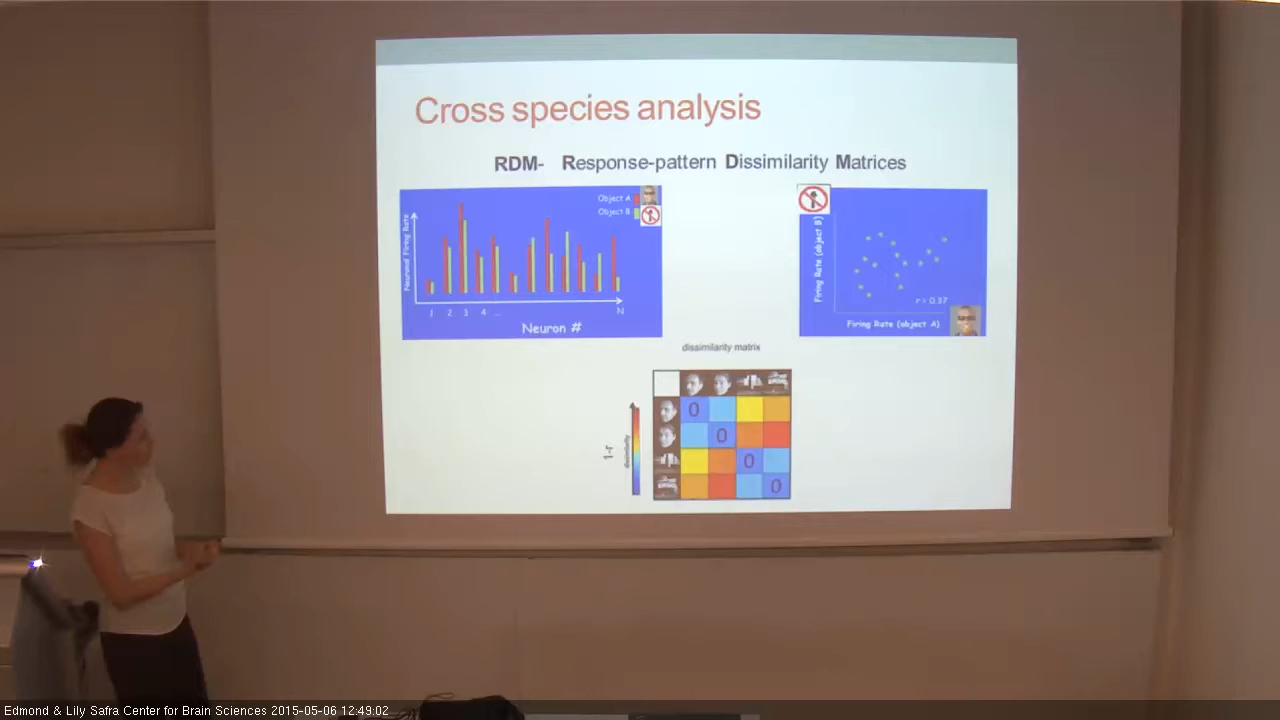 Cross species analysis
RDM- Response-pattern Dissimilarity Matrices
Object A
Object B
Neuronal Firing Rate
1 2 3 4 ... N
Neuron #
Firing Rate (object B)
r = 0.37
Firing Rate (object A)
dissimilarity matrix
1-r
dissimilarity
0
0
0
0
Edmond & Lily Safra Center for Brain Sciences 2015-05-06 12:49:02